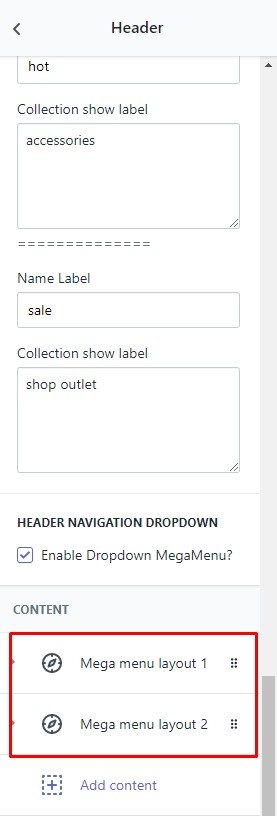 Header
hot
Collection show label
accessories
==============
Name Label
sale
Collection show label
shop outlet
HEADER NAVIGATION DROPDOWN
Enable Dropdown MegaMenu?
CONTENT
Mega menu layout 1
Mega menu layout 2
Add content